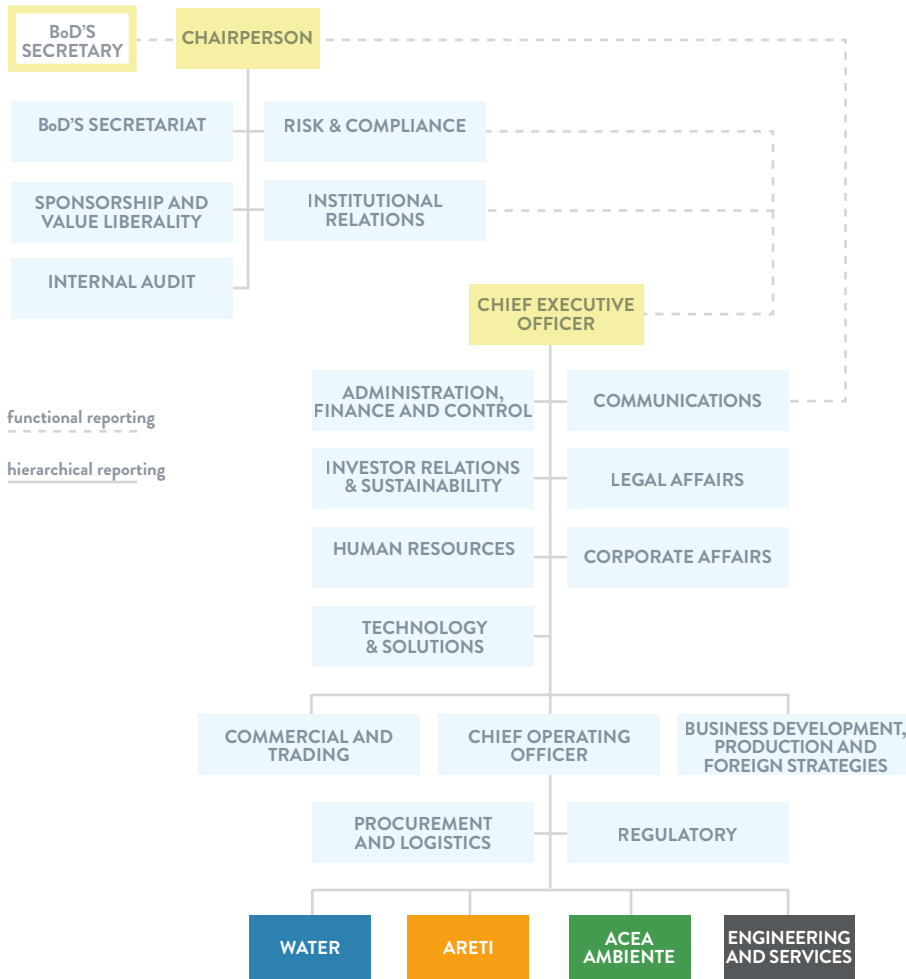 BoD'S
SECRETARY
CHAIRPERSON
BoD'S SECRETARIAT
RISK & COMPLIANCE
SPONSORSHIP AND
VALUE LIBERALITY
INSTITUTIONAL
RELATIONS
INTERNAL AUDIT
CHIEF EXECUTIVE
OFFICER
functional reporting
hierarchical reporting
ADMINISTRATION,
FINANCE AND CONTROL
COMMUNICATIONS
INVESTOR RELATIONS
& SUSTAINABILITY
LEGAL AFFAIRS
HUMAN RESOURCES
CORPORATE AFFAIRS
TECHNOLOGY
& SOLUTIONS
COMMERCIAL AND
TRADING
CHIEF OPERATING
OFFICER
BUSINESS DEVELOPMENT,
PRODUCTION AND
FOREIGN STRATEGIES
PROCUREMENT
AND LOGISTICS
REGULATORY
WATER
ARETI
ACEA
AMBIENTE
ENGINEERING
AND SERVICES